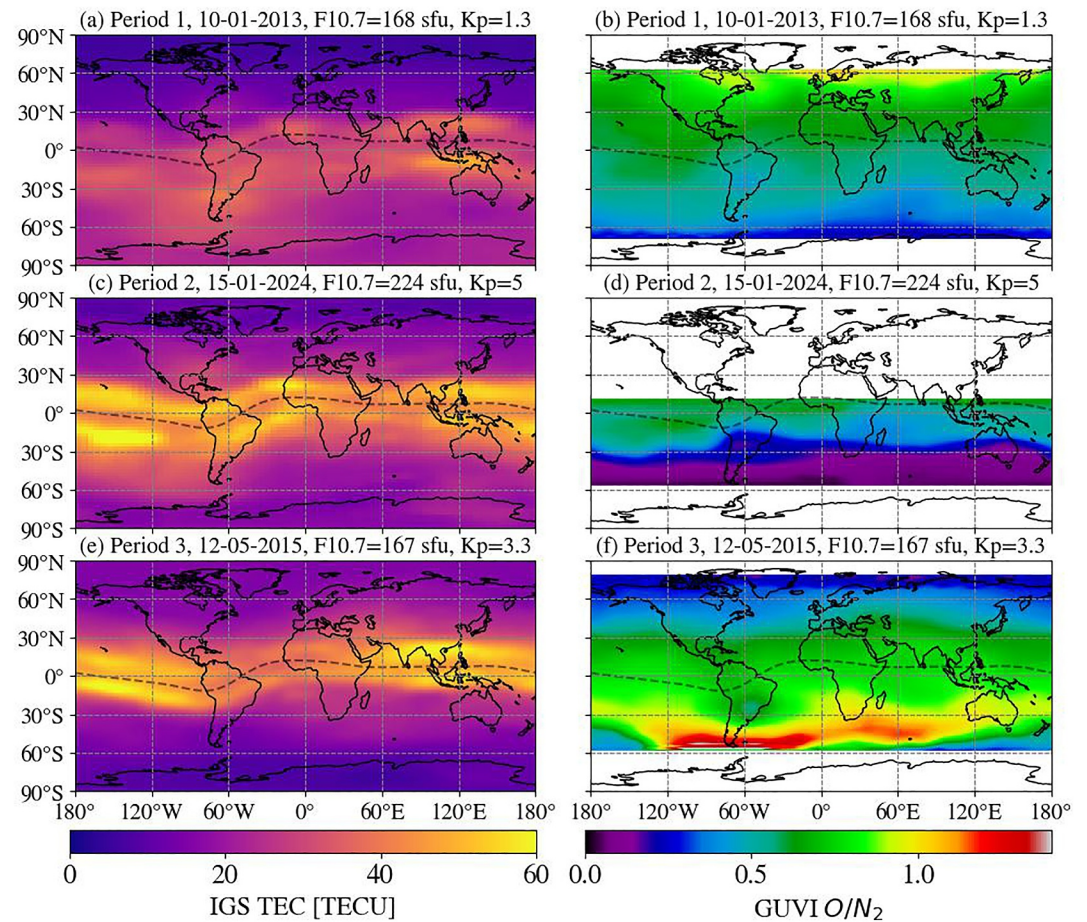 (a) Period 1, 10-01-2013, F10.7=168 sfu, Kp=1.3
(b) Period 1, 10-01-2013, F10.7=168 sfu, Kp=1.3
90°N
60°N
30°N
0°
30°S
60°S
90°S
(c) Period 2, 15-01-2024, F10.7=224 sfu, Kp=5
(d) Period 2, 15-01-2024, F10.7=224 sfu, Kp=5
90°N
60°N
30°N
0°
30°S
60°S
90°S
(e) Period 3, 12-05-2015, F10.7=167 sfu, Kp=3.3
(f) Period 3, 12-05-2015, F10.7=167 sfu, Kp=3.3
90°N
60°N
30°N
0°
30°S
60°S
90°S
180° 120°W 60°W 0° 60°E 120°E 180°
180° 120°W 60°W 0° 60°E 120°E 180°
0 20 40 60
IGS TEC [TECU]
0.0 0.5 1.0
GUVI O/N₂